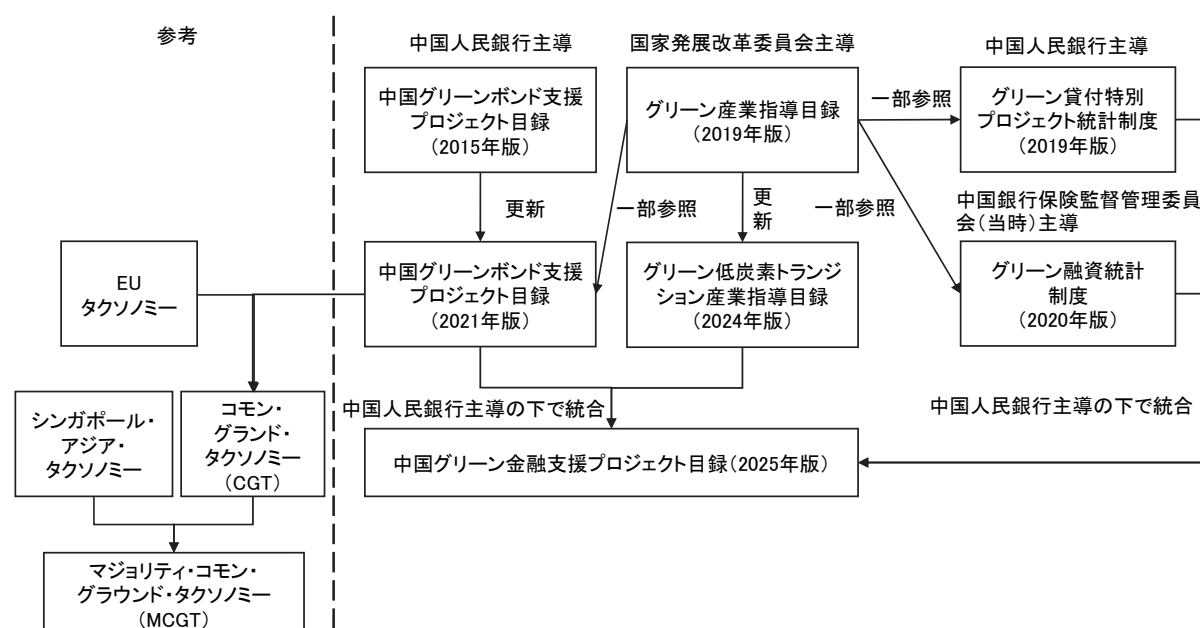 参考
中国人民銀行主導
国家発展改革委員会主導
中国人民銀行主導
中国グリーンボンド支援
プロジェクト目録
（2015年版）
グリーン産業指導目録
（2019年版）
一部参照
グリーン貸付特別
プロジェクト統計制度
（2019年版）
更新
一部参照
更
新
一部参照
中国銀行保険監督管理委員
会（当時）主導
EU
タクソノミー
中国グリーンボンド支援
プロジェクト目録
（2021年版）
グリーン低炭素トランジ
ション産業指導目録
（2024年版）
グリーン融資統計
制度
（2020年版）
シンガポール・
アジア・
タクソノミー
コモン・
グランド・
タクソノミー
（CGT）
中国人民銀行主導の下で統合
中国人民銀行主導の下で統合
中国グリーン金融支援プロジェクト目録（2025年版）
マジョリティ・コモン・
グラウンド・タクソノミー
（MCGT）